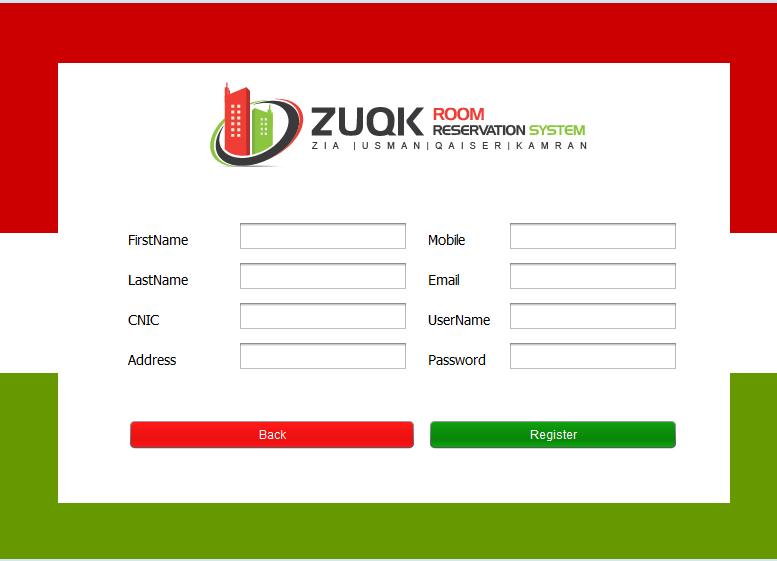 ZUQK ROOM
RESERVATION SYSTEM
ZIA |USMAN|QAISER|KAMRAN
FirstName
Mobile
LastName
Email
CNIC
UserName
Address
Password
Back
Register